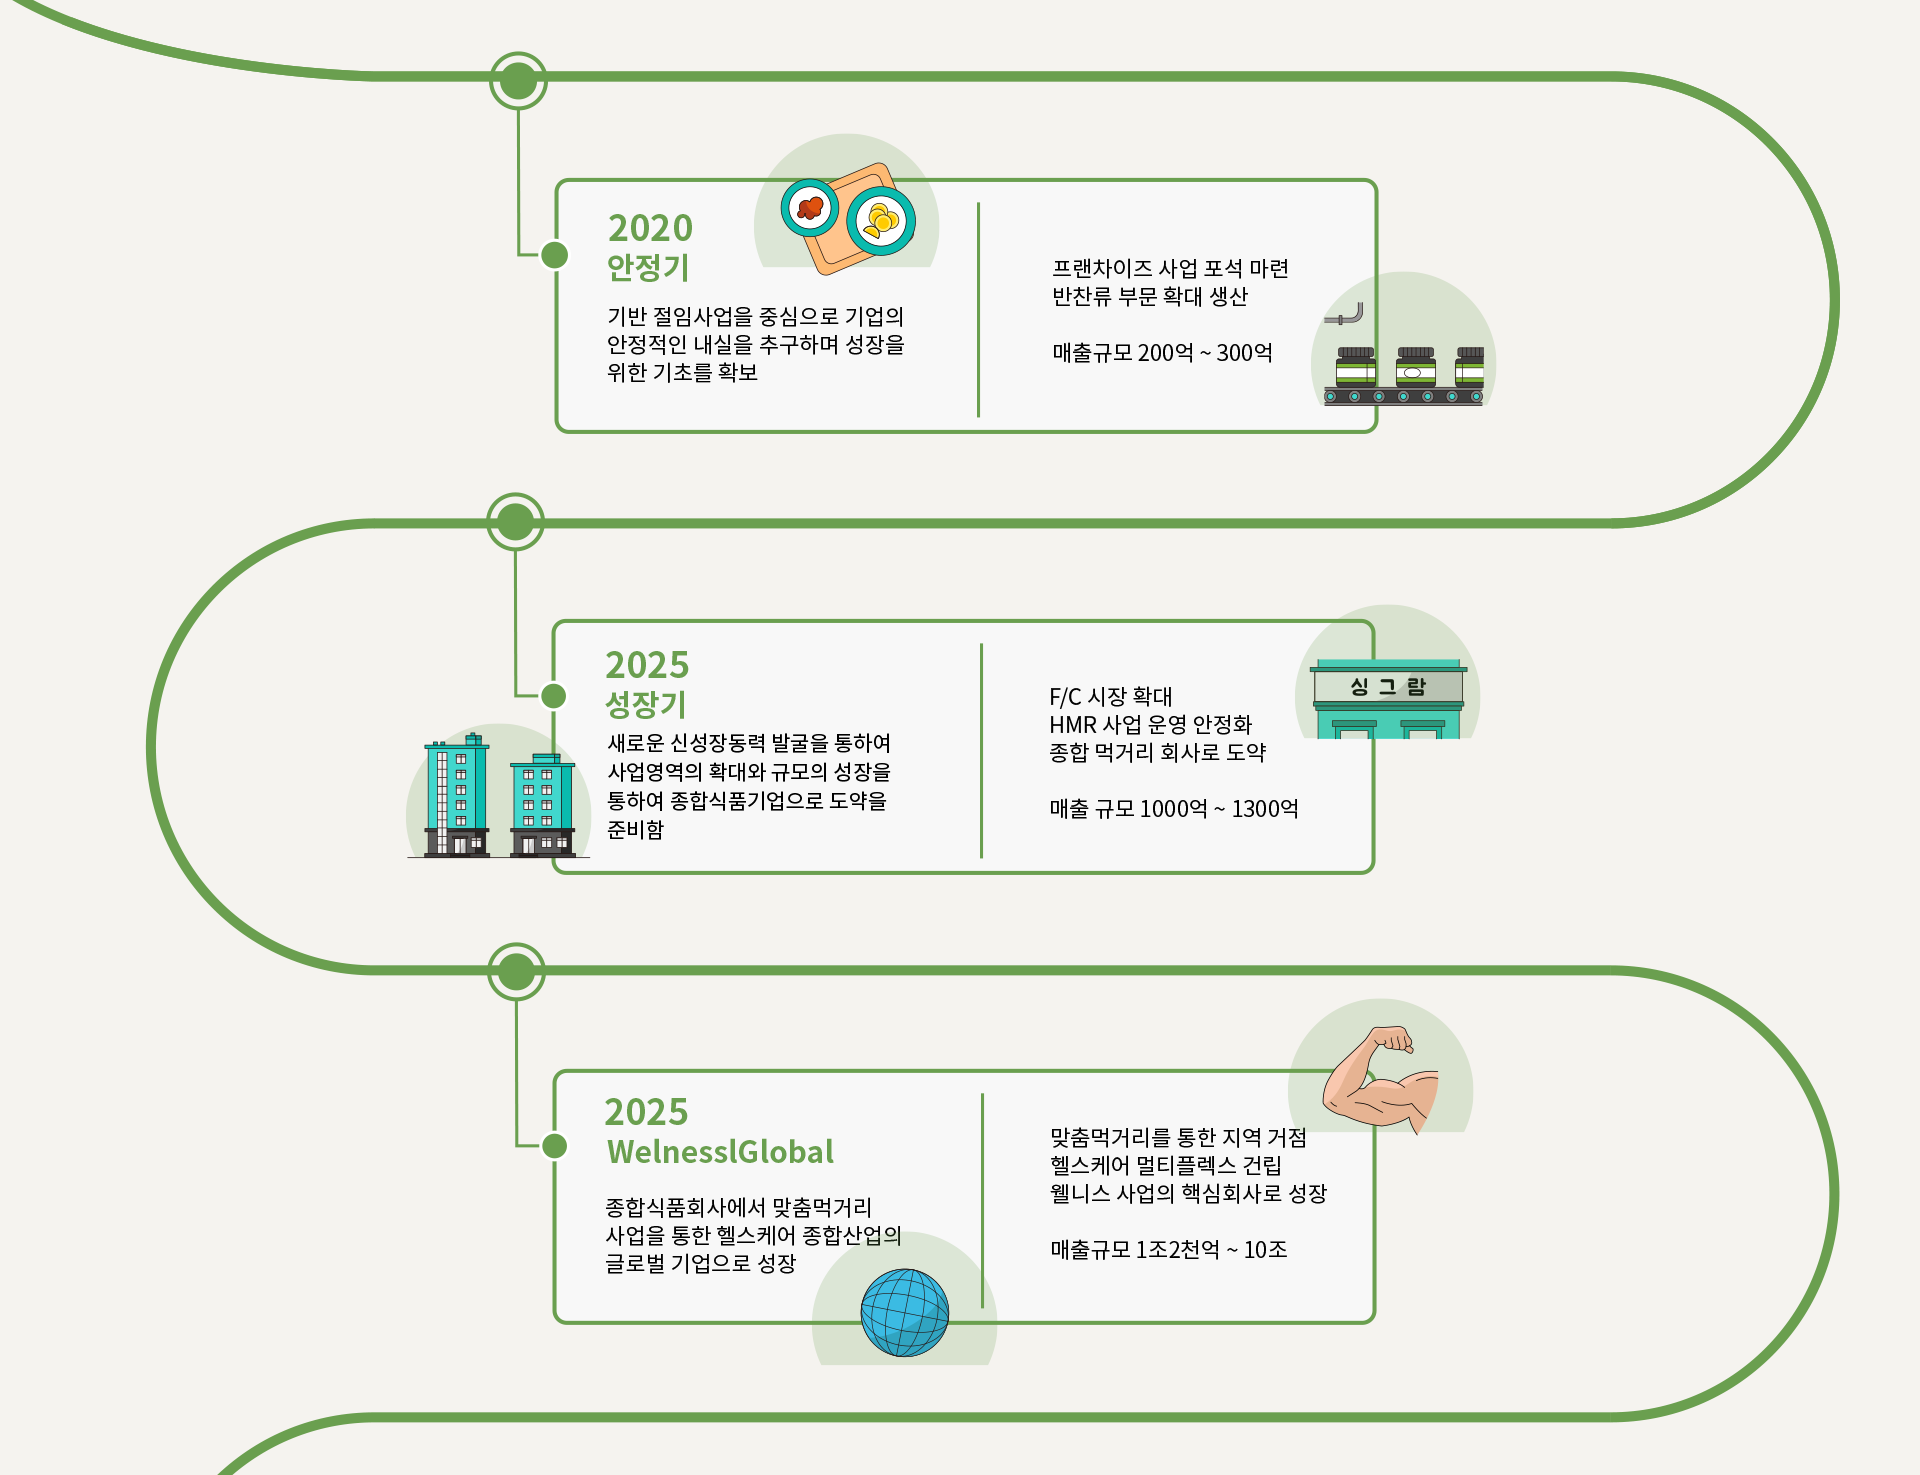 2020
안정기
기반 절임사업을 중심으로 기업의
안정적인 내실을 추구하며 성장을
위한 기초를 확보
프랜차이즈 사업 포석 마련
반찬류 부문 확대 생산
매출규모 200억 ~ 300억
2025
성장기
새로운 신성장동력 발굴을 통하여
사업영역의 확대와 규모의 성장을
통하여 종합식품기업으로 도약을
준비함
F/C 시장 확대
HMR 사업 운영 안정화
종합 먹거리 회사로 도약
매출 규모 1000억 ~ 1300억
싱그람
2025
WelnesslGlobal
종합식품회사에서 맞춤먹거리
사업을 통한 헬스케어 종합산업의
글로벌 기업으로 성장
맞춤먹거리를 통한 지역 거점
헬스케어 멀티플렉스 건립
웰니스 사업의 핵심회사로 성장
매출규모 1조2천억 ~ 10조